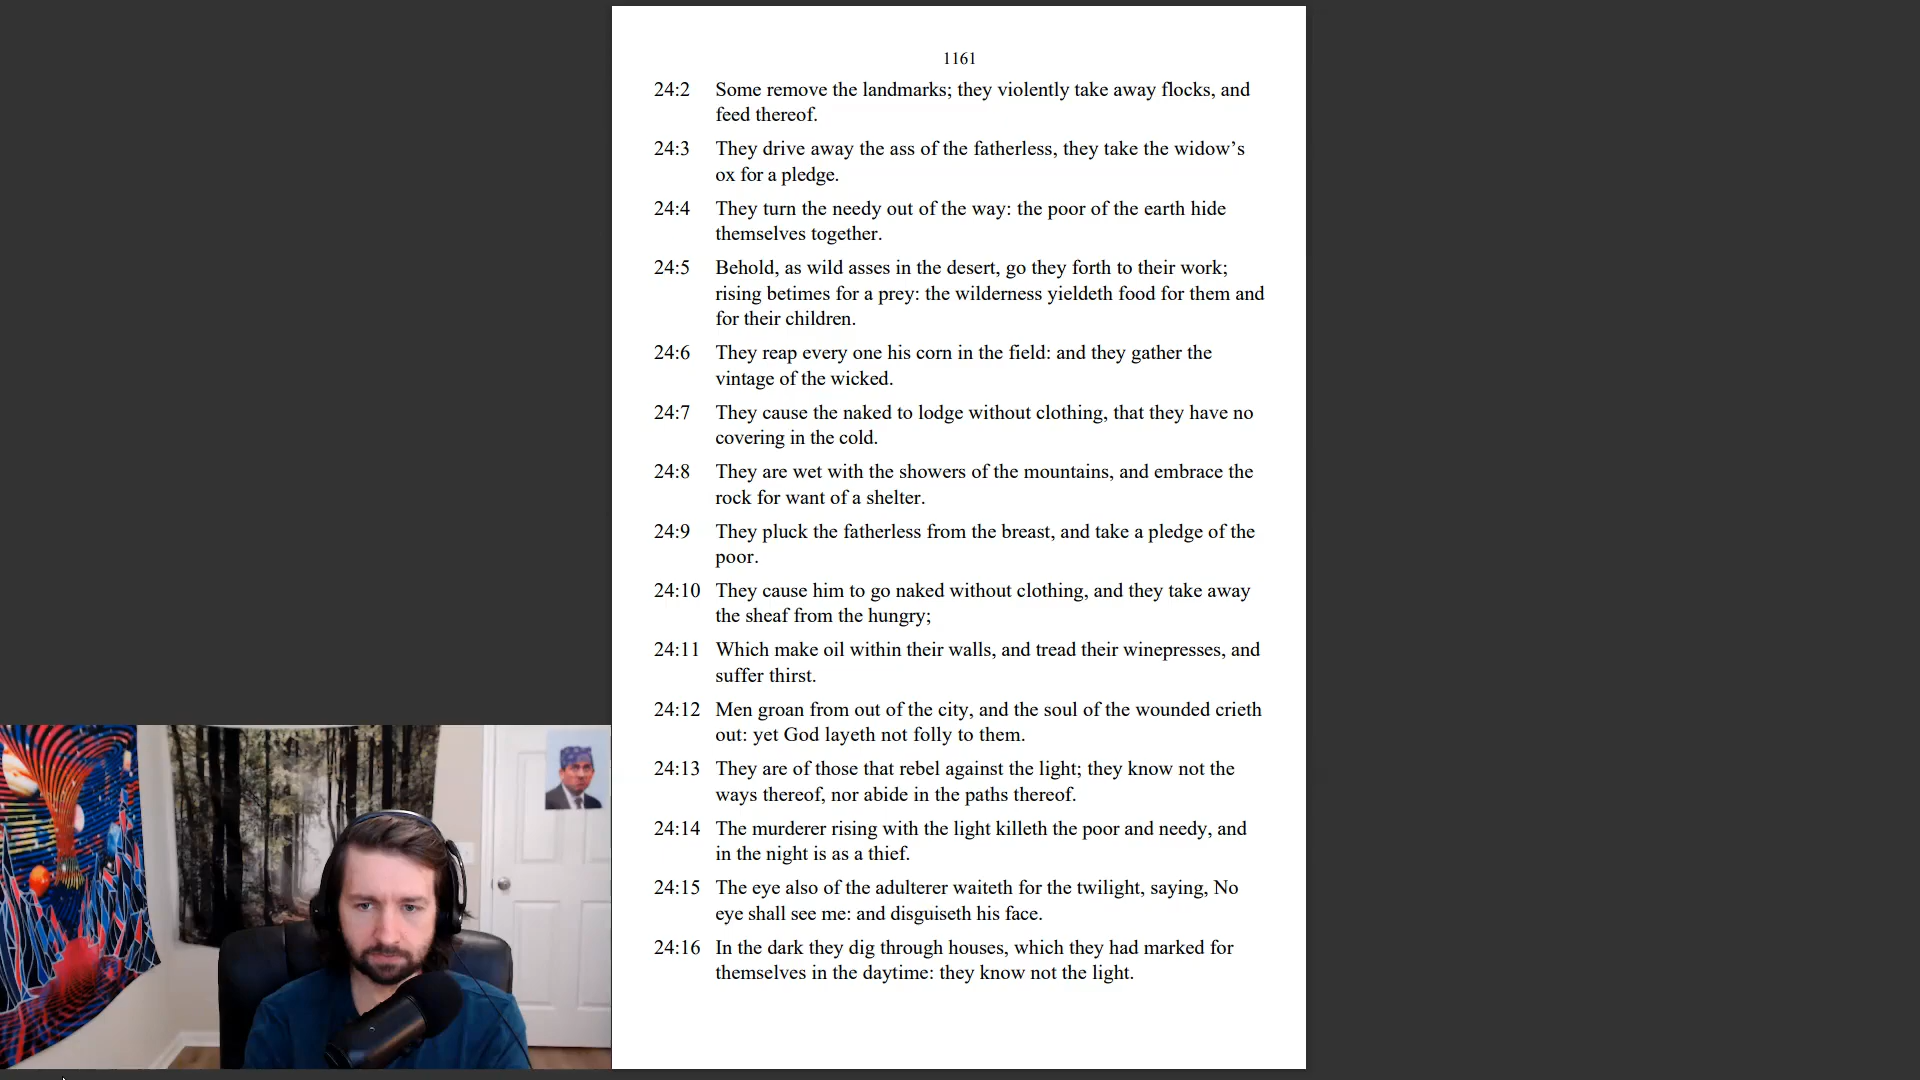 1161
24:2 Some remove the landmarks; they violently take away flocks, and
feed thereof.
24:3 They drive away the ass of the fatherless, they take the widow’s
ox for a pledge.
24:4 They turn the needy out of the way: the poor of the earth hide
themselves together.
24:5 Behold, as wild asses in the desert, go they forth to their work;
rising betimes for a prey: the wilderness yieldeth food for them and
for their children.
24:6 They reap every one his corn in the field: and they gather the
vintage of the wicked.
24:7 They cause the naked to lodge without clothing, that they have no
covering in the cold.
24:8 They are wet with the showers of the mountains, and embrace the
rock for want of a shelter.
24:9 They pluck the fatherless from the breast, and take a pledge of the
poor.
24:10 They cause him to go naked without clothing, and they take away
the sheaf from the hungry;
24:11 Which make oil within their walls, and tread their winepresses, and
suffer thirst.
24:12 Men groan from out of the city, and the soul of the wounded crieth
out: yet God layeth not folly to them.
24:13 They are of those that rebel against the light; they know not the
ways thereof, nor abide in the paths thereof.
24:14 The murderer rising with the light killeth the poor and needy, and
in the night is as a thief.
24:15 The eye also of the adulterer waiteth for the twilight, saying, No
eye shall see me: and disguiseth his face.
24:16 In the dark they dig through houses, which they had marked for
themselves in the daytime: they know not the light.